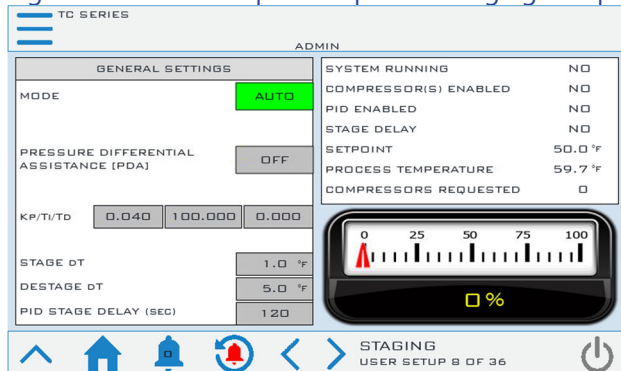 TC SERIES
ADMIN
GENERAL SETTINGS
MODE AUTO
PRESSURE DIFFERENTIAL
ASSISTANCE [PDA] OFF
KP/TI/TD 0.040 100.000 0.000
STAGE DT 1.0 °F
DESTAGE DT 5.0 °F
PID STAGE DELAY (SEC) 120
SYSTEM RUNNING NO
COMPRESSOR(S) ENABLED NO
PID ENABLED NO
STAGE DELAY NO
SETPOINT 50.0 °F
PROCESS TEMPERATURE 59.7 °F
COMPRESSORS REQUESTED 0
0 25 50 75 100
0 %
0
STAGING
USER SETUP 8 OF 36